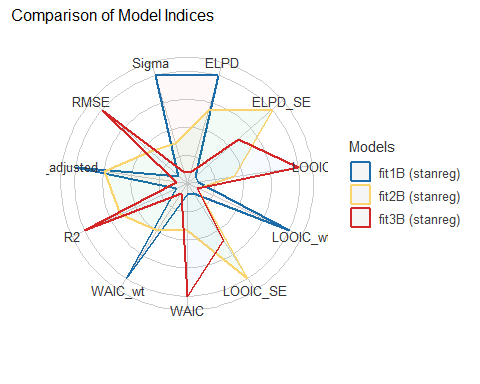 Comparison of Model Indices
Sigma
ELPD
RMSE
ELPD_SE
_adjusted
LOOIC
Models
fit1B (stanreg)
fit2B (stanreg)
fit3B (stanreg)
R2
LOOIC_w
WAIC_wt
LOOIC_SE
WAIC